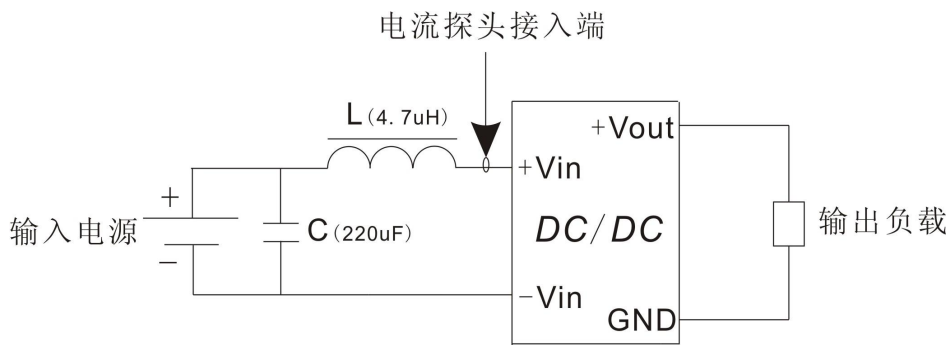 电流探头接入端
L(4.7uH)
+Vout
+Vin
+
输入电源
C(220uF)
DC/DC
输出负载
−
−Vin
GND